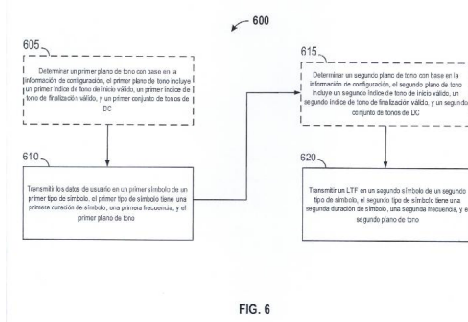 600
605
Determinar un primer plano de tono con base en la
información de configuración, el primer plano de tono incluye
un primer índice de tono de inicio válido, un primer índice de
tono de finalización válido, y un primer conjunto de tonos de
DC
610
Transmitir los datos de usuario en un primer símbolo de un
primer tipo de símbolo, el primer tipo de símbolo tiene una
primera duración de símbolo, una primera frecuencia, y el
primer plano de tono
615
Determinar un segundo plano de tono con base en la
información de configuración, el segundo plano de tono
incluye un segundo índice de tono de inicio válido, un
segundo índice de tono de finalización válido, y un segundo
conjunto de tonos de DC
620
Transmitir un LTF en un segundo símbolo de un segundo
tipo de símbolo, el segundo tipo de símbolo tiene una
segunda duración de símbolo, una segunda frecuencia, y el
segundo plano de tono
FIG. 6